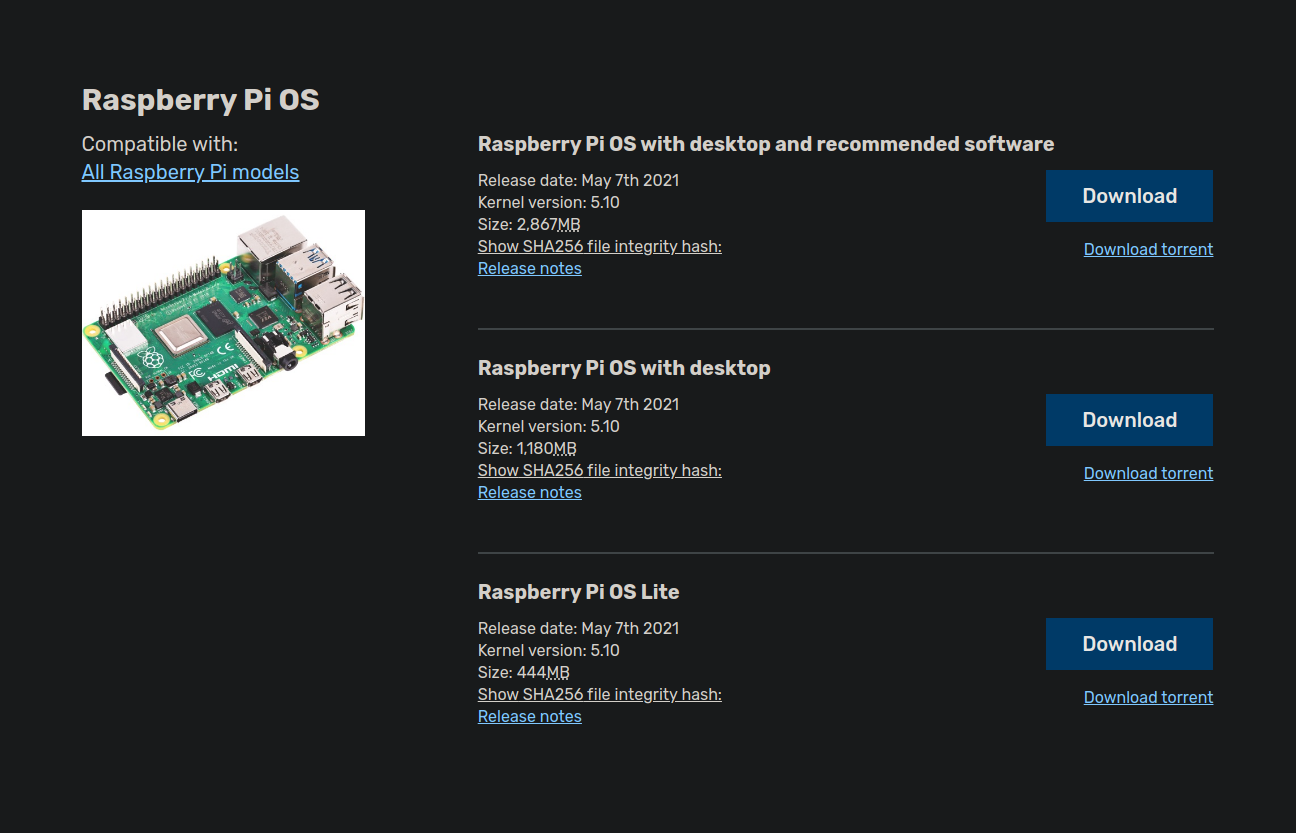 Raspberry Pi OS
Compatible with:
All Raspberry Pi models
HDMI
Raspberry Pi OS with desktop and recommended software
Release date: May 7th 2021
Kernel version: 5.10
Size: 2,867MB
Show SHA256 file integrity hash:
Release notes
Download
Download torrent
Raspberry Pi OS with desktop
Release date: May 7th 2021
Kernel version: 5.10
Size: 1,180MB
Show SHA256 file integrity hash:
Release notes
Download
Download torrent
Raspberry Pi OS Lite
Release date: May 7th 2021
Kernel version: 5.10
Size: 444MB
Show SHA256 file integrity hash:
Release notes
Download
Download torrent